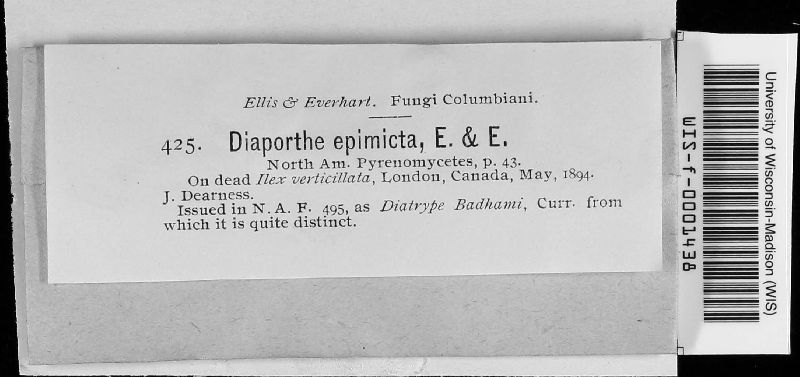 Ellis & Everhart. Fungi Columbiani.
425. Diaporthe epimicta, E. & E.
North Am. Pyrenomycetes, p. 43.
On dead Ilex verticillata, London, Canada, May, 1894.
J. Dearness.
Issued in N. A. F. 495, as Diatrype Badhami, Curr. from
which it is quite distinct.
WIS-f-0001438
University of Wisconsin-Madison (WIS)